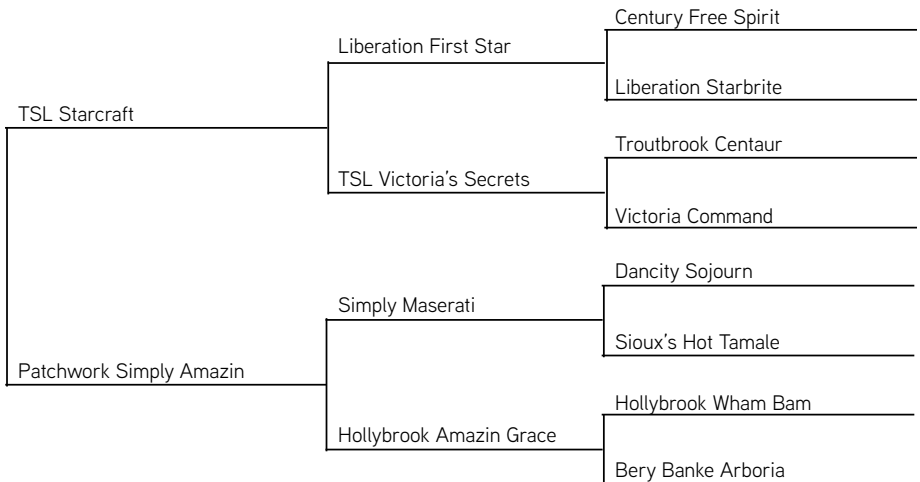 Century Free Spirit
Liberation First Star
Liberation Starbrite
TSL Starcraft
Troutbrook Centaur
TSL Victoria's Secrets
Victoria Command
Dancity Sojourn
Simply Maserati
Sioux's Hot Tamale
Patchwork Simply Amazin
Hollybrook Wham Bam
Hollybrook Amazin Grace
Bery Banke Arboria